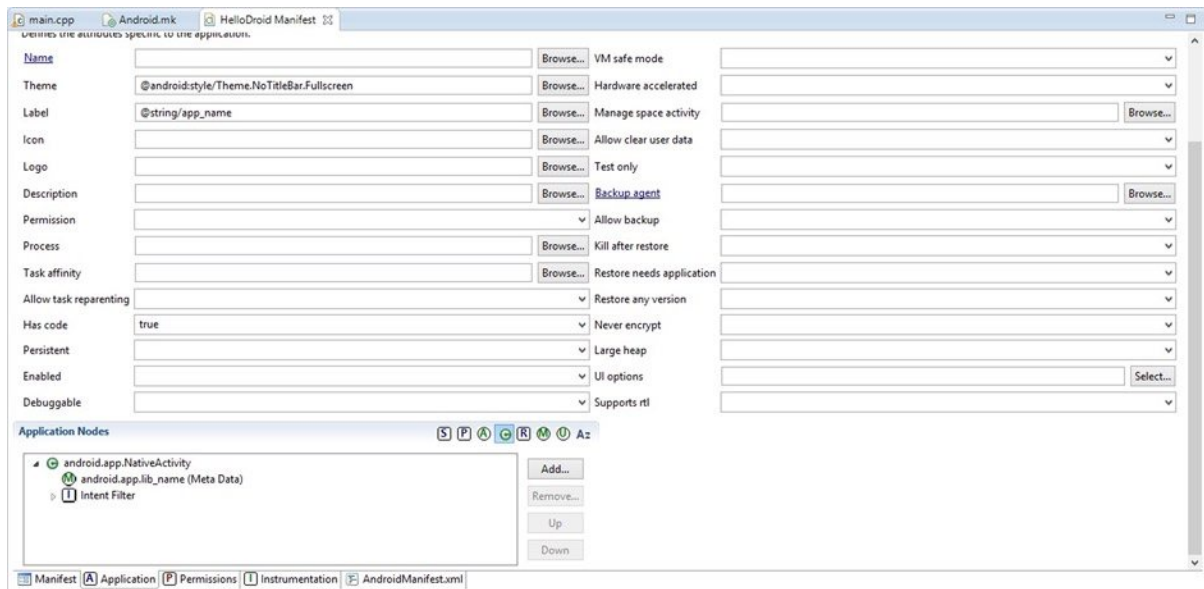 main.cpp Android.mk HelloDroid Manifest
Defines the attributes specific to the application.
Name Browse... VM safe mode
Theme @android:style/Theme.NoTitleBar.Fullscreen Browse... Hardware accelerated
Label @string/app_name Browse... Manage space activity Browse...
Icon Browse... Allow clear user data
Logo Browse... Test only
Description Browse... Backup agent Browse...
Permission Allow backup
Process Browse... Kill after restore
Task affinity Browse... Restore needs application
Allow task reparenting Restore any version
Has code true Never encrypt
Persistent Large heap
Enabled UI options Select...
Debuggable Supports rtl
Application Nodes S P A R M U Az
android.app.NativeActivity Add...
M android.app.lib_name (Meta Data)
I Intent Filter Remove...
Up
Down
Manifest A Application P Permissions I Instrumentation AndroidManifest.xml